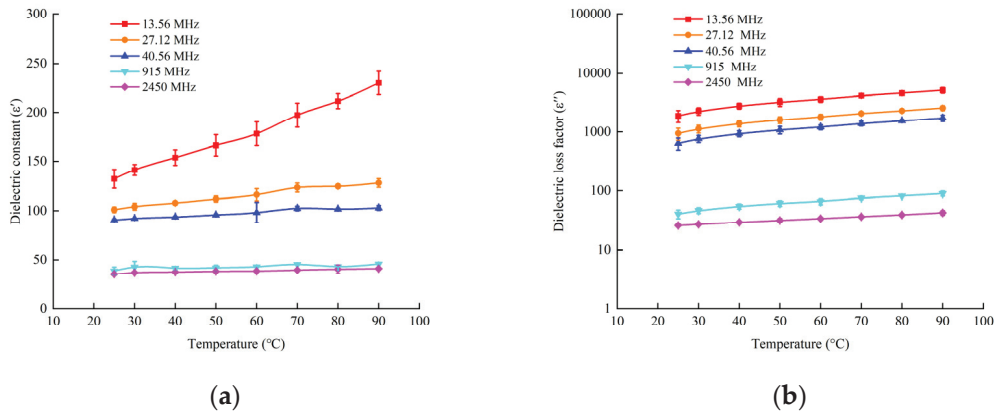 300
250
200
150
100
50
0
Dielectric constant (ε′)
13.56 MHz
27.12 MHz
40.56 MHz
915 MHz
2450 MHz
10 20 30 40 50 60 70 80 90 100
Temperature (°C)
(a)
100000
10000
1000
100
10
1
Dielectric loss factor (ε″)
13.56 MHz
27.12 MHz
40.56 MHz
915 MHz
2450 MHz
10 20 30 40 50 60 70 80 90 100
Temperature (°C)
(b)